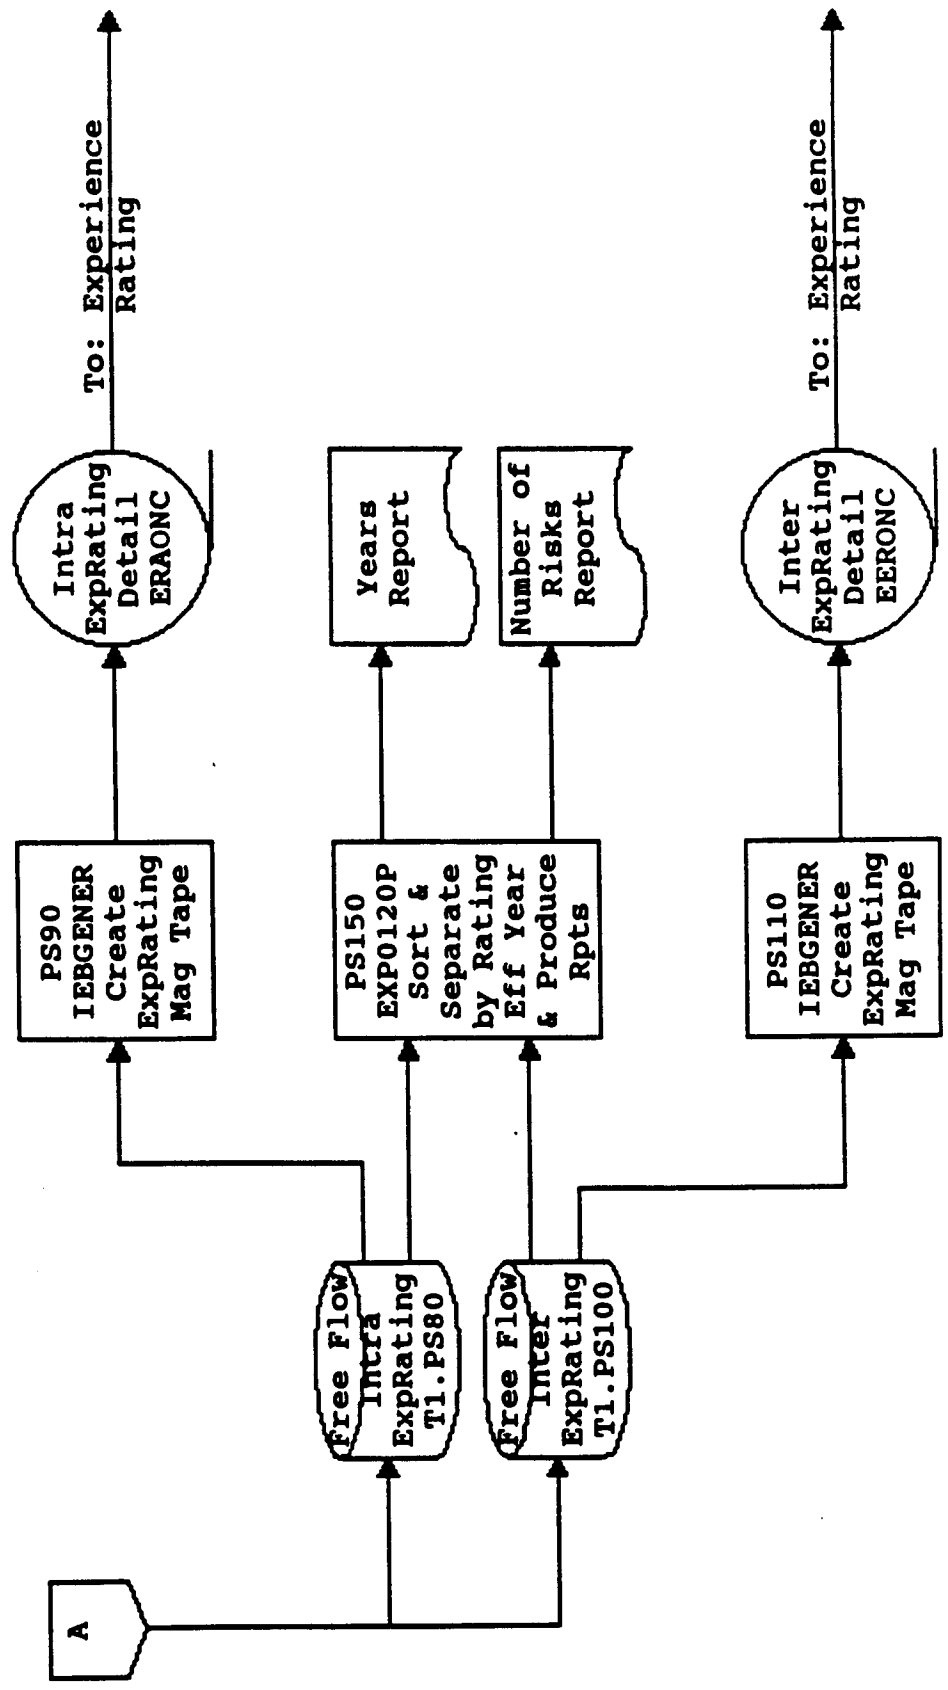 A
Free Flow
Intra
ExpRating
T1.PS80
Free Flow
Inter
ExpRating
T1.PS100
PS90
IEBGENER
Create
ExpRating
Mag Tape
PS150
EXP0120P
Sort &
Separate
by Rating
Eff Year
& Produce
Rpts
PS110
IEBGENER
Create
ExpRating
Mag Tape
Intra
ExpRating
Detail
ERAONC
Years
Report
Number of
Risks
Report
Inter
ExpRating
Detail
EERONC
To: Experience
Rating
To: Experience
Rating